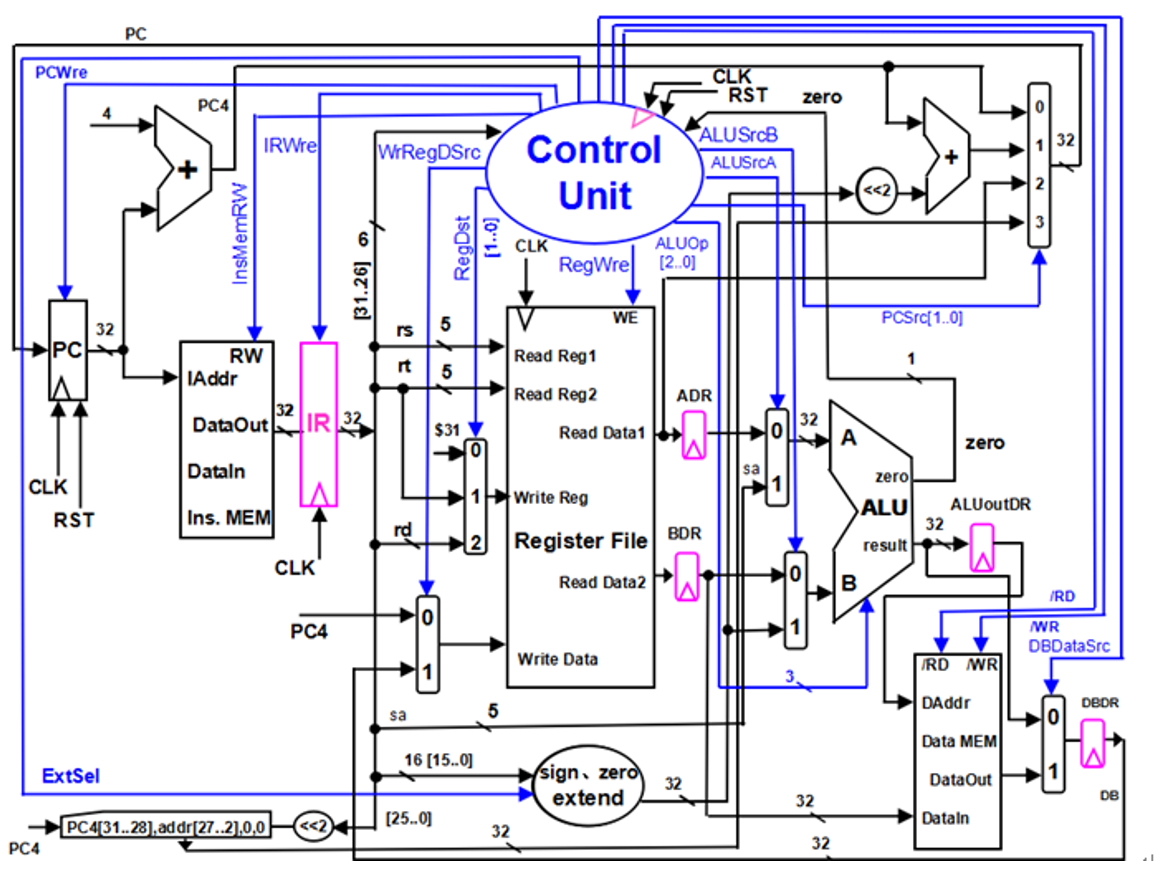 PC
PCWre
CLK
RST
zero
4
PC4
IRWre
WrRegDSrc
Control
Unit
ALUSrcB
ALUSrcA
+
+
<<2
0
1
2
3
32
InsMemRW
6
[31..26]
RegDst
[1..0]
CLK
RegWre
ALUOp
[2..0]
PCSrc[1..0]
PC
32
RW
IAddr
DataOut
DataIn
Ins. MEM
32
IR
32
CLK
RST
CLK
rs
5
rt
5
$31
0
1
2
rd
WE
Read Reg1
Read Reg2
Read Data1
Write Reg
Register File
Read Data2
Write Data
ADR
BDR
0
1
sa
32
0
1
A
B
ALU
zero
result
1
zero
ALUoutDR
32
3
PC4
0
1
/RD
/WR
DBDataSrc
/RD
/WR
DAddr
Data MEM
DataOut
DataIn
0
1
DBDR
DB
sa
5
ExtSel
16 [15..0]
sign、zero
extend
32
32
[25..0]
<<2
PC4[31..28],addr[27..2],0,0
PC4
32
32